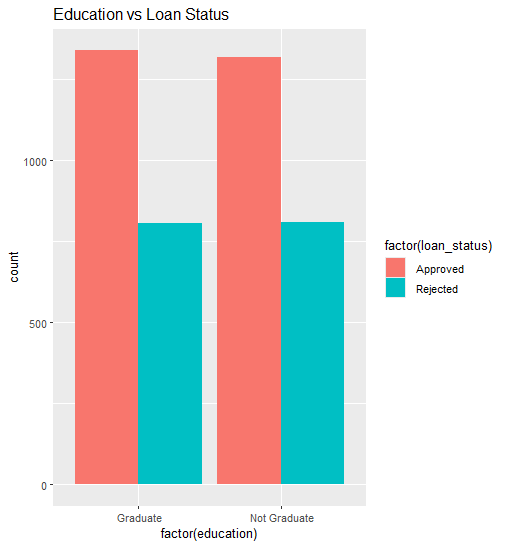 Education vs Loan Status
1000
500
0
count
Graduate
Not Graduate
factor(education)
factor(loan_status)
Approved
Rejected